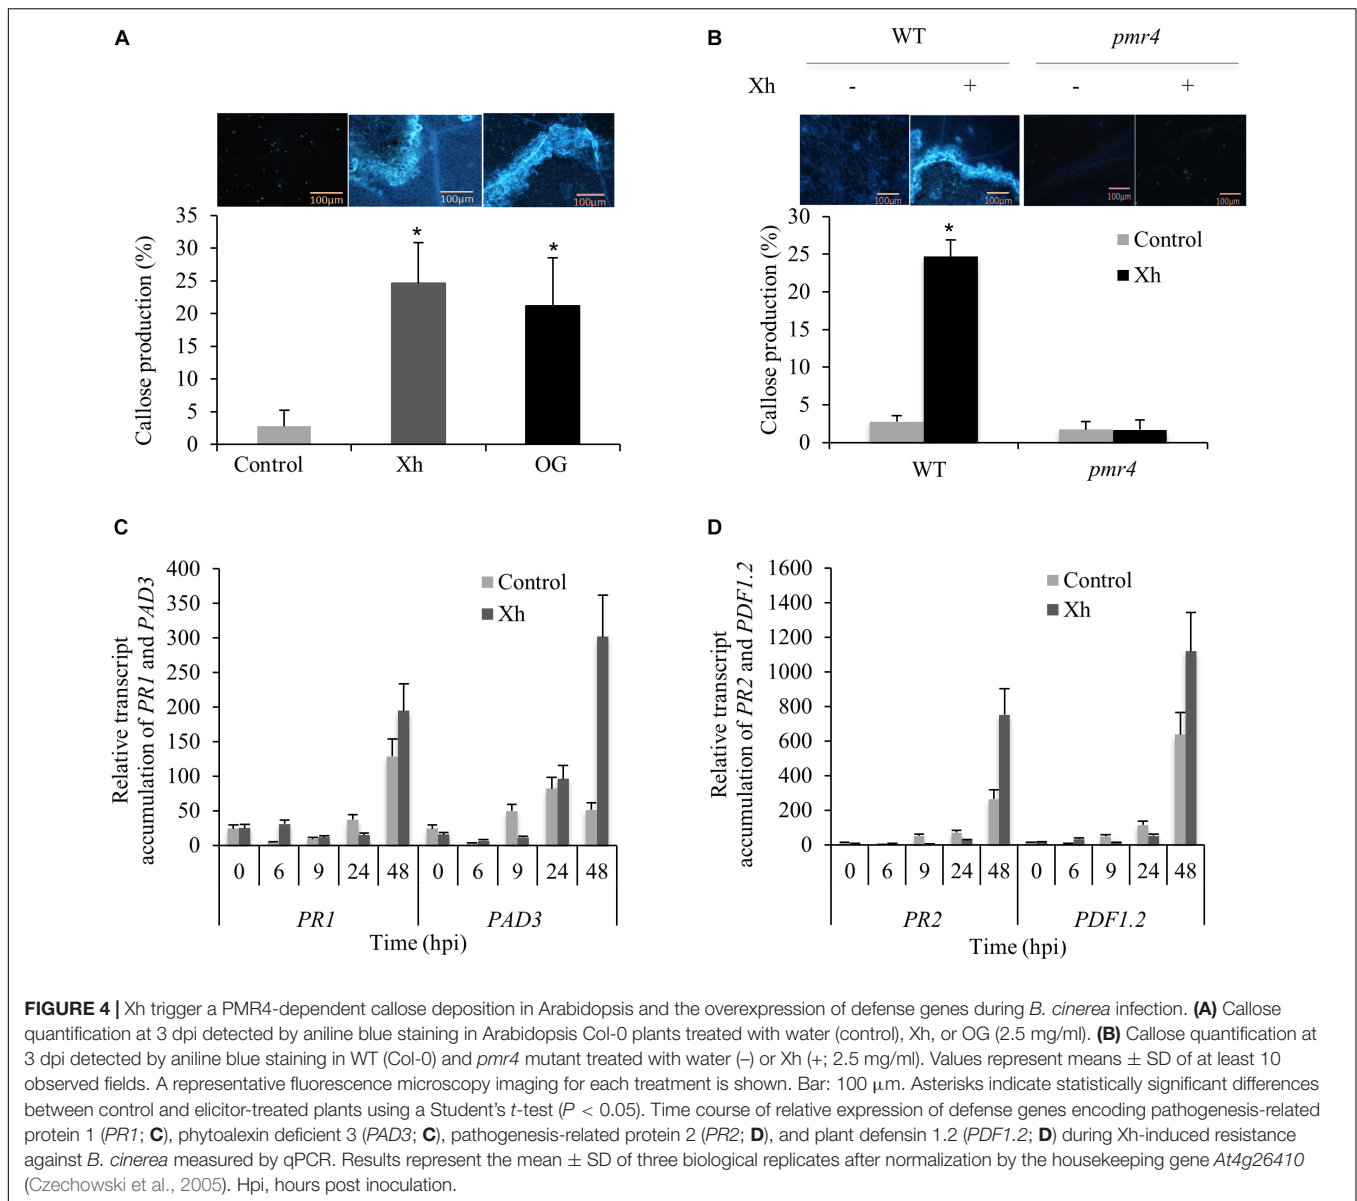 A
100µm
100µm
100µm
Callose production (%)
35
30
25
20
15
10
5
0
*
*
Control Xh OG
B
WT pmr4
Xh - + - +
100µm
100µm
100µm
100µm
Callose production (%)
30
25
20
15
10
5
0
*
Control
Xh
WT pmr4
C
Relative transcript
accumulation of PR1 and PAD3
400
350
300
250
200
150
100
50
0
Control
Xh
0 6 9 24 48 0 6 9 24 48
PR1 PAD3
Time (hpi)
D
Relative transcript
accumulation of PR2 and PDF1.2
1600
1400
1200
1000
800
600
400
200
0
Control
Xh
0 6 9 24 48 0 6 9 24 48
PR2 PDF1.2
Time (hpi)
FIGURE 4 | Xh trigger a PMR4-dependent callose deposition in Arabidopsis and the overexpression of defense genes during B. cinerea infection. (A) Callose
quantification at 3 dpi detected by aniline blue staining in Arabidopsis Col-0 plants treated with water (control), Xh, or OG (2.5 mg/ml). (B) Callose quantification at
3 dpi detected by aniline blue staining in WT (Col-0) and pmr4 mutant treated with water (–) or Xh (+; 2.5 mg/ml). Values represent means ± SD of at least 10
observed fields. A representative fluorescence microscopy imaging for each treatment is shown. Bar: 100 µm. Asterisks indicate statistically significant differences
between control and elicitor-treated plants using a Student's t-test (P < 0.05). Time course of relative expression of defense genes encoding pathogenesis-related
protein 1 (PR1; C), phytoalexin deficient 3 (PAD3; C), pathogenesis-related protein 2 (PR2; D), and plant defensin 1.2 (PDF1.2; D) during Xh-induced resistance
against B. cinerea measured by qPCR. Results represent the mean ± SD of three biological replicates after normalization by the housekeeping gene At4g26410
(Czechowski et al., 2005). Hpi, hours post inoculation.